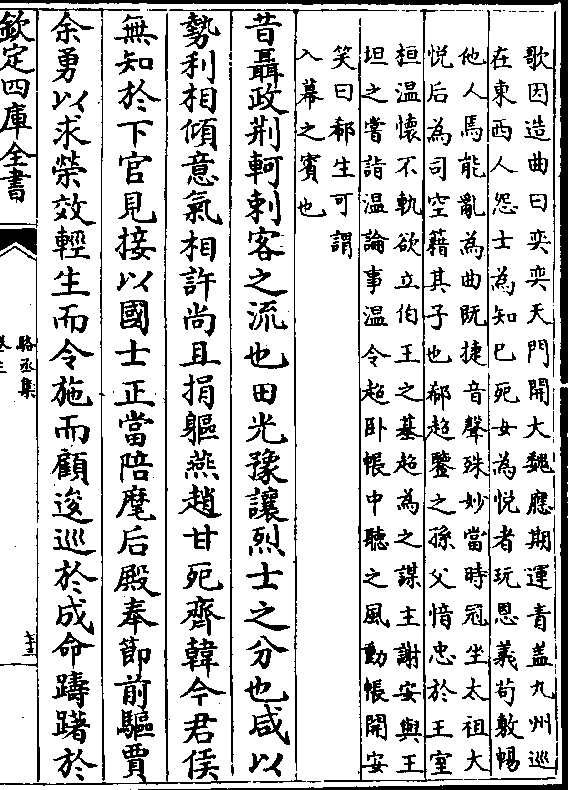 歌因造曲曰奕奕天門開大魏應期運青蓋九州巡
在東西人怨士為知已死女為悦者玩恩義苟敷暢
他人焉能亂為曲既捷音聲殊妙當時冠坐太祖大
悦后為司空藉其子也郗超鑒之孫父愔忠於王室
桓温懷不軌欲立伯王之基超為之謀主謝安與王
坦之嘗詣温論事温令超卧帳中聽之風動帳開安
笑曰郗生可謂
入幕之賓也
昔聶政荆軻刺客之流也田光豫讓烈士之分也咸以
勢利相傾意氣相許尚且捐軀燕趙甘死齊韓今君侯
無知於下官見接以國士正當陪麾后殿奉節前驅賈
余勇以求榮效輕生而令施而顧逡巡於成命躊躇於
欽定四庫全書
駱丞集
卷三